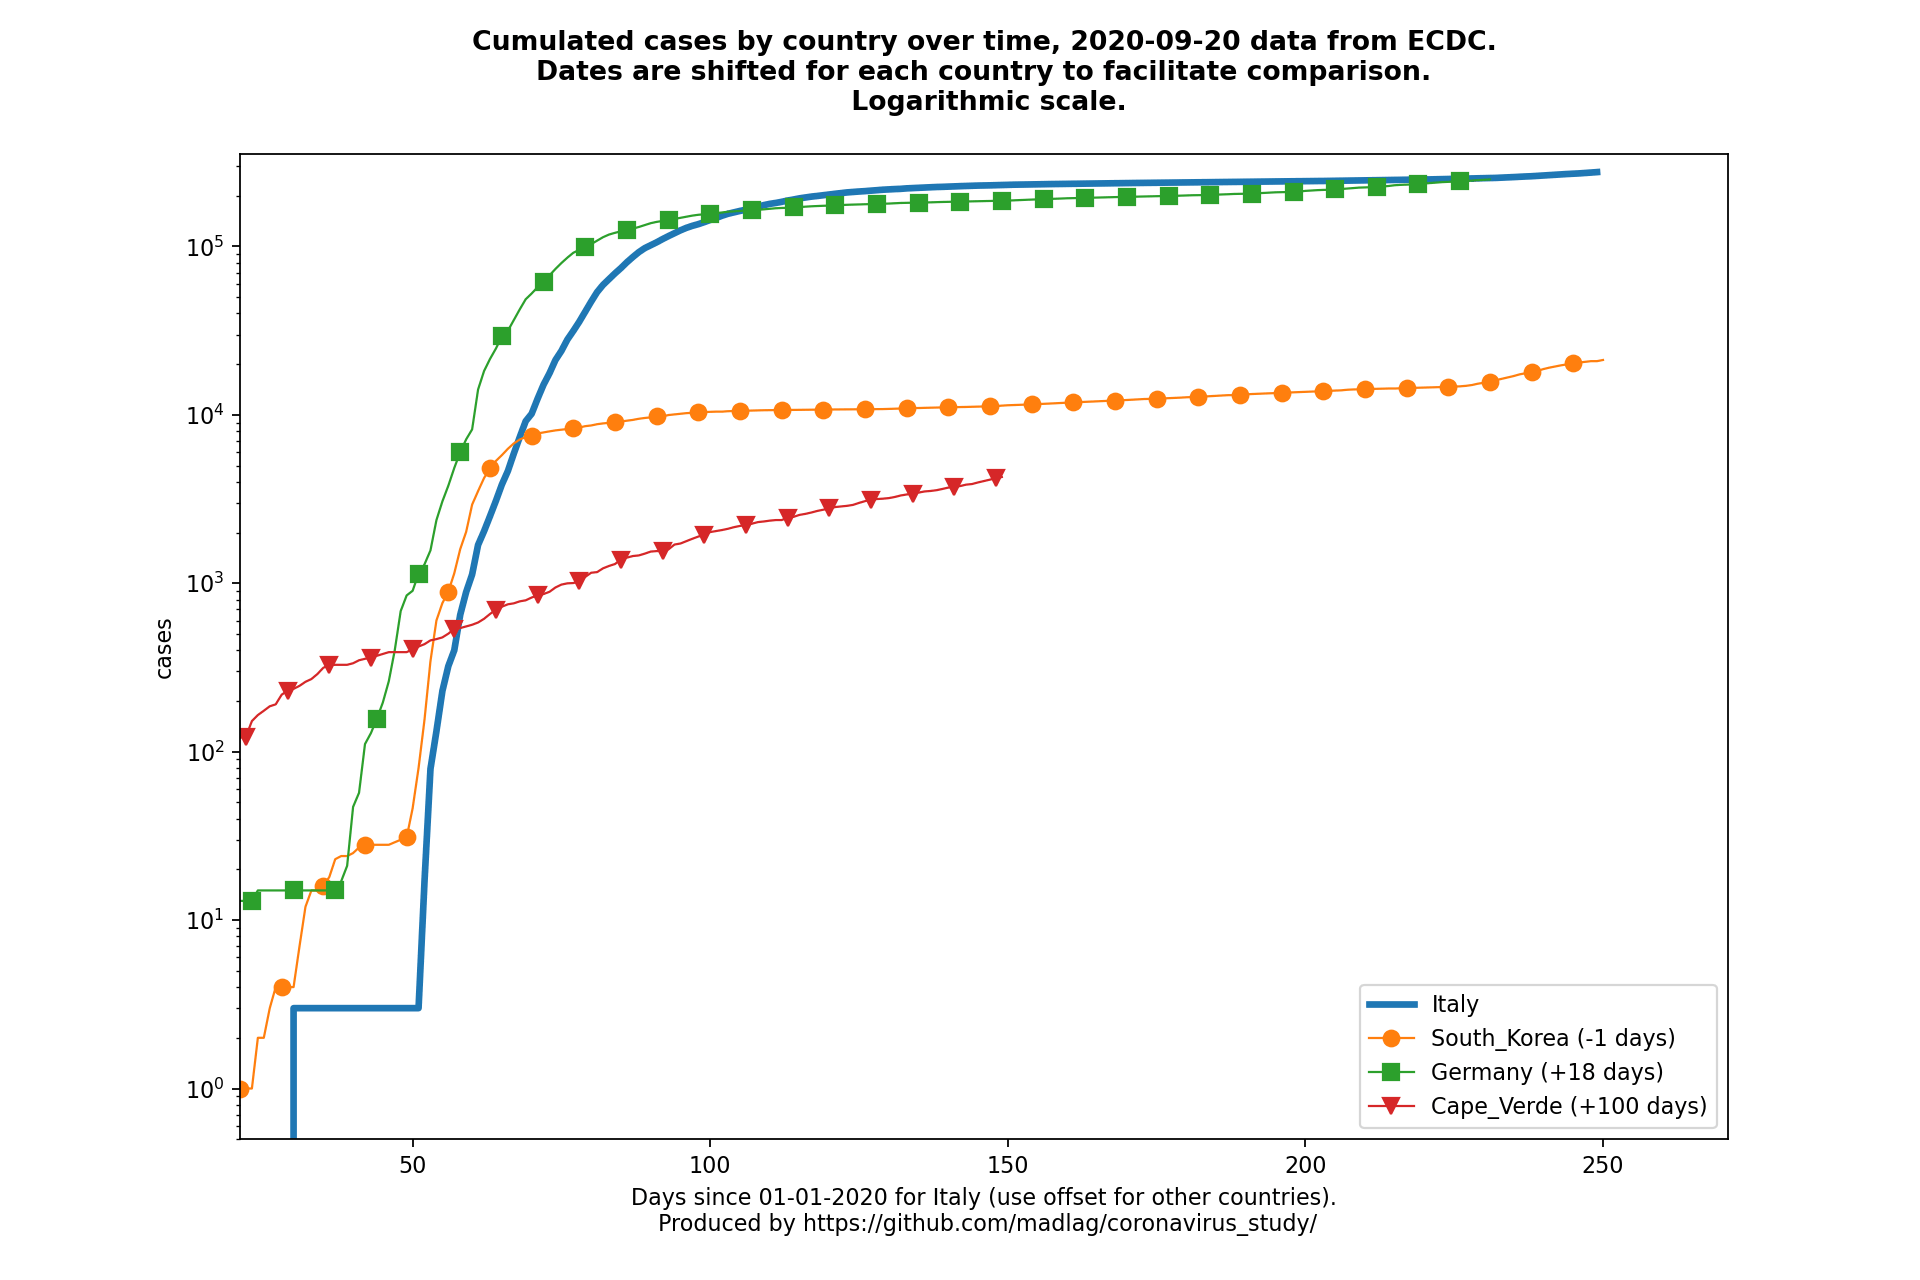 Cumulated cases by country over time, 2020-09-20 data from ECDC.
Dates are shifted for each country to facilitate comparison.
Logarithmic scale.
cases
10^5
10^4
10^3
10^2
10^1
10^0
50 100 150 200 250
Italy
South_Korea (-1 days)
Germany (+18 days)
Cape_Verde (+100 days)
Days since 01-01-2020 for Italy (use offset for other countries).
Produced by https://github.com/madlag/coronavirus_study/